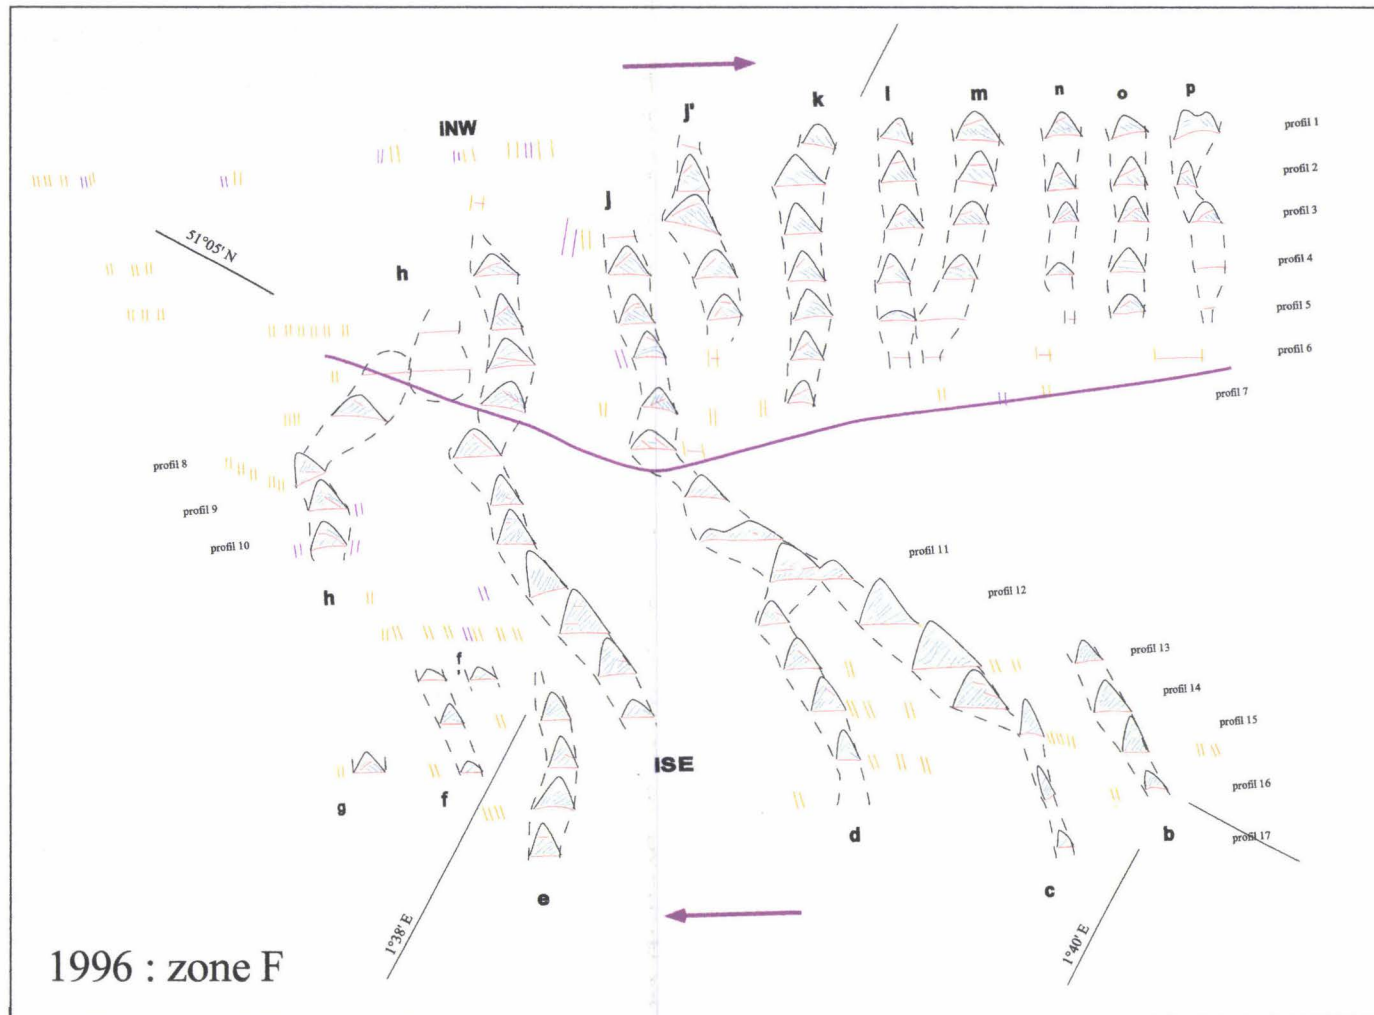 k
l
m
n
o
p
j'
profil 1
iNW
profil 2
j
profil 3
51°05' N
h
profil 4
profil 5
profil 6
profil 7
profil 8
profil 9
profil 10
profil 11
profil 12
h
f
profil 13
profil 14
profil 15
iSE
profil 16
g
f
d
b
profil 17
e
c
1°38' E
1°40' E
1996 : zone F